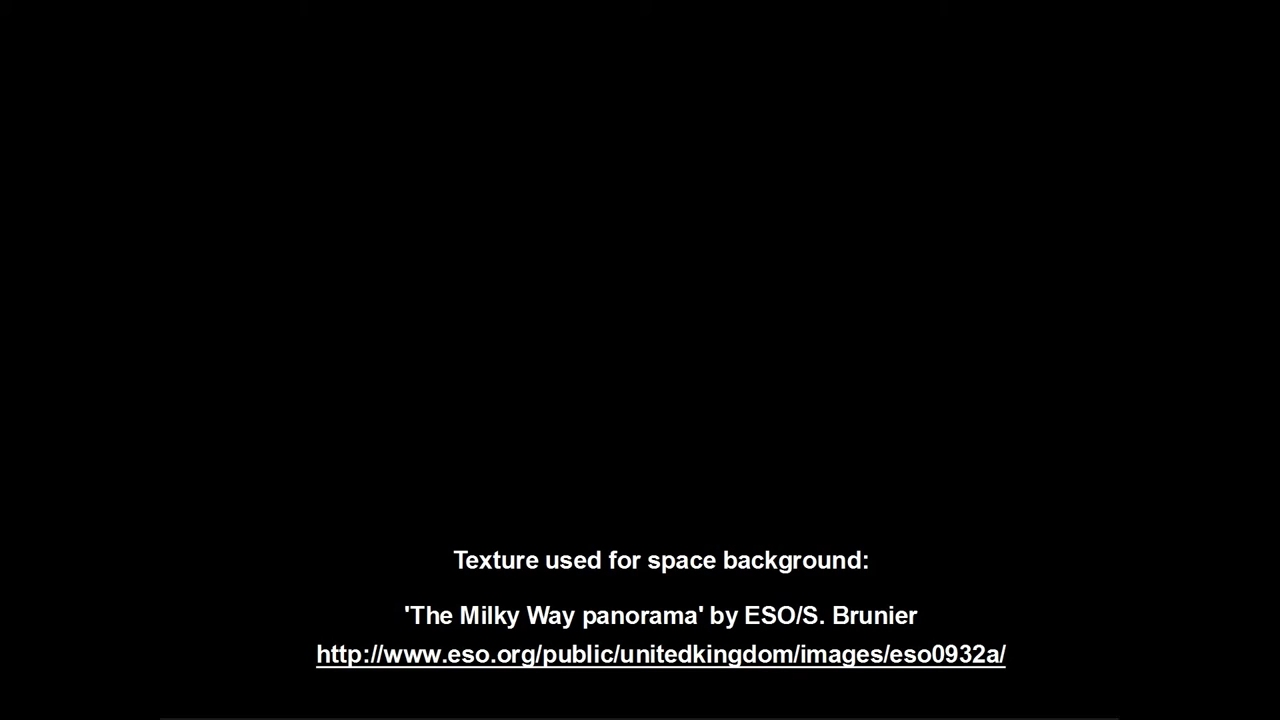 Texture used for space background:
'The Milky Way panorama' by ESO/S. Brunier
http://www.eso.org/public/unitedkingdom/images/eso0932a/